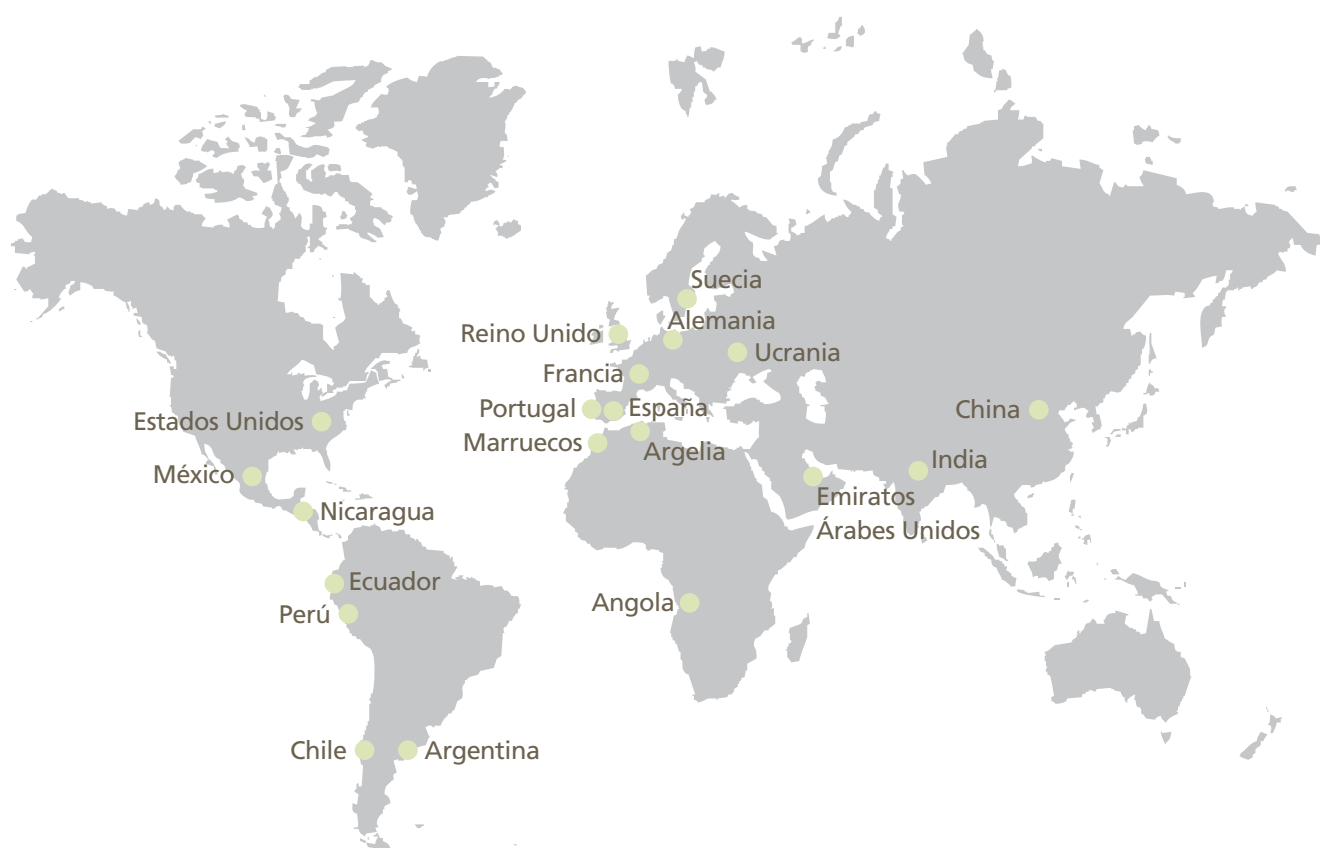 Suecia
Alemania
Reino Unido
Ucrania
Francia
Portugal
España
China
Estados Unidos
Marruecos
Argelia
India
México
Emiratos
Árabes Unidos
Nicaragua
Ecuador
Angola
Perú
Chile
Argentina